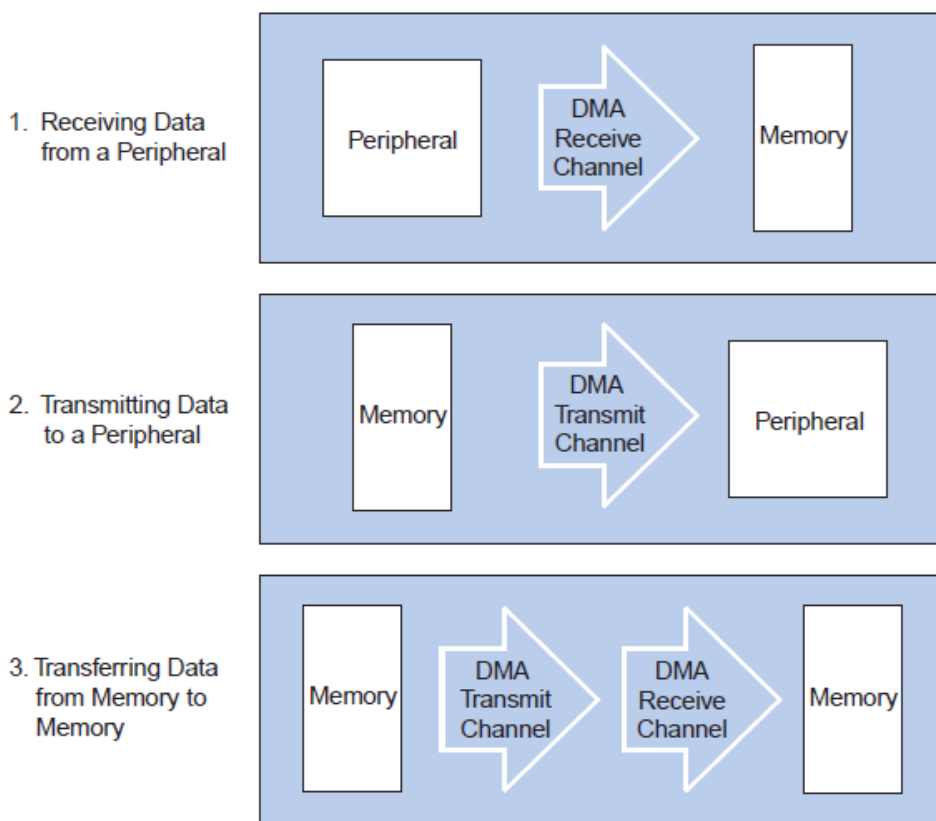 1. Receiving Data
from a Peripheral
Peripheral
DMA
Receive
Channel
Memory
2. Transmitting Data
to a Peripheral
Memory
DMA
Transmit
Channel
Peripheral
3. Transferring Data
from Memory to
Memory
Memory
DMA
Transmit
Channel
DMA
Receive
Channel
Memory